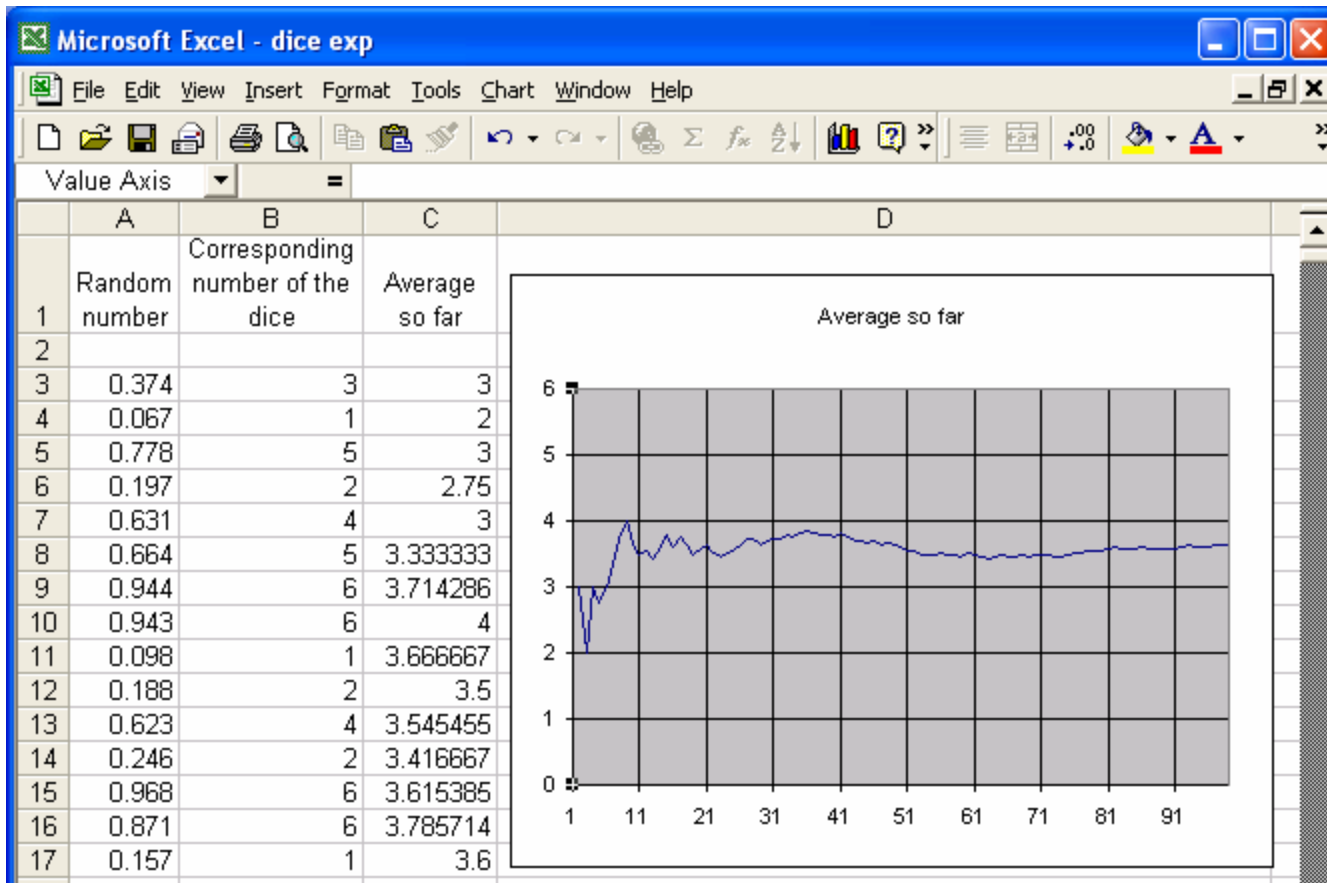 Microsoft Excel - dice exp
File Edit View Insert Format Tools Chart Window Help
Value Axis =
A B C D
1 Random number Corresponding number of the dice Average so far
2
3 0.374 3 3
4 0.067 1 2
5 0.778 5 3
6 0.197 2 2.75
7 0.631 4 3
8 0.664 5 3.333333
9 0.944 6 3.714286
10 0.943 6 4
11 0.098 1 3.666667
12 0.188 2 3.5
13 0.623 4 3.545455
14 0.246 2 3.416667
15 0.968 6 3.615385
16 0.871 6 3.785714
17 0.157 1 3.6
Average so far
6
5
4
3
2
1
0
1 11 21 31 41 51 61 71 81 91